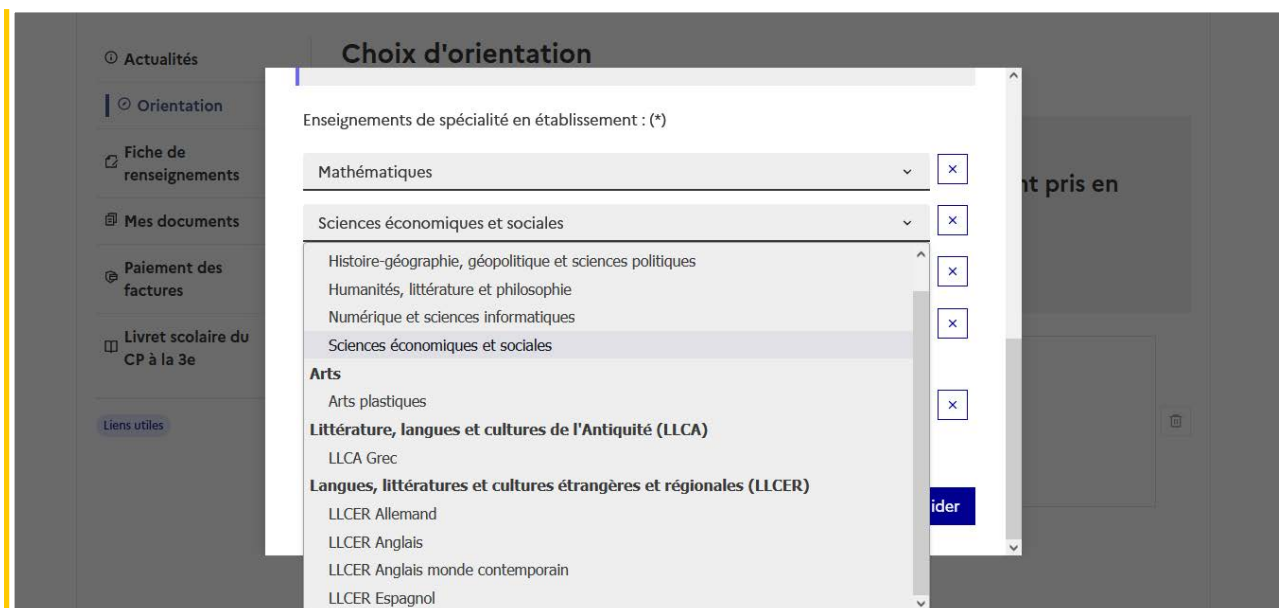 Actualités
Orientation
Fiche de
renseignements
Mes documents
Paiement des
factures
Livret scolaire du
CP à la 3e
Liens utiles
Choix d'orientation
nt pris en
Enseignements de spécialité en établissement : (*)
Mathématiques
Sciences économiques et sociales
Histoire-géographie, géopolitique et sciences politiques
Humanités, littérature et philosophie
Numérique et sciences informatiques
Sciences économiques et sociales
Arts
Arts plastiques
Littérature, langues et cultures de l'Antiquité (LLCA)
LLCA Grec
Langues, littératures et cultures étrangères et régionales (LLCER)
LLCER Allemand
LLCER Anglais
LLCER Anglais monde contemporain
LLCER Espagnol
ider